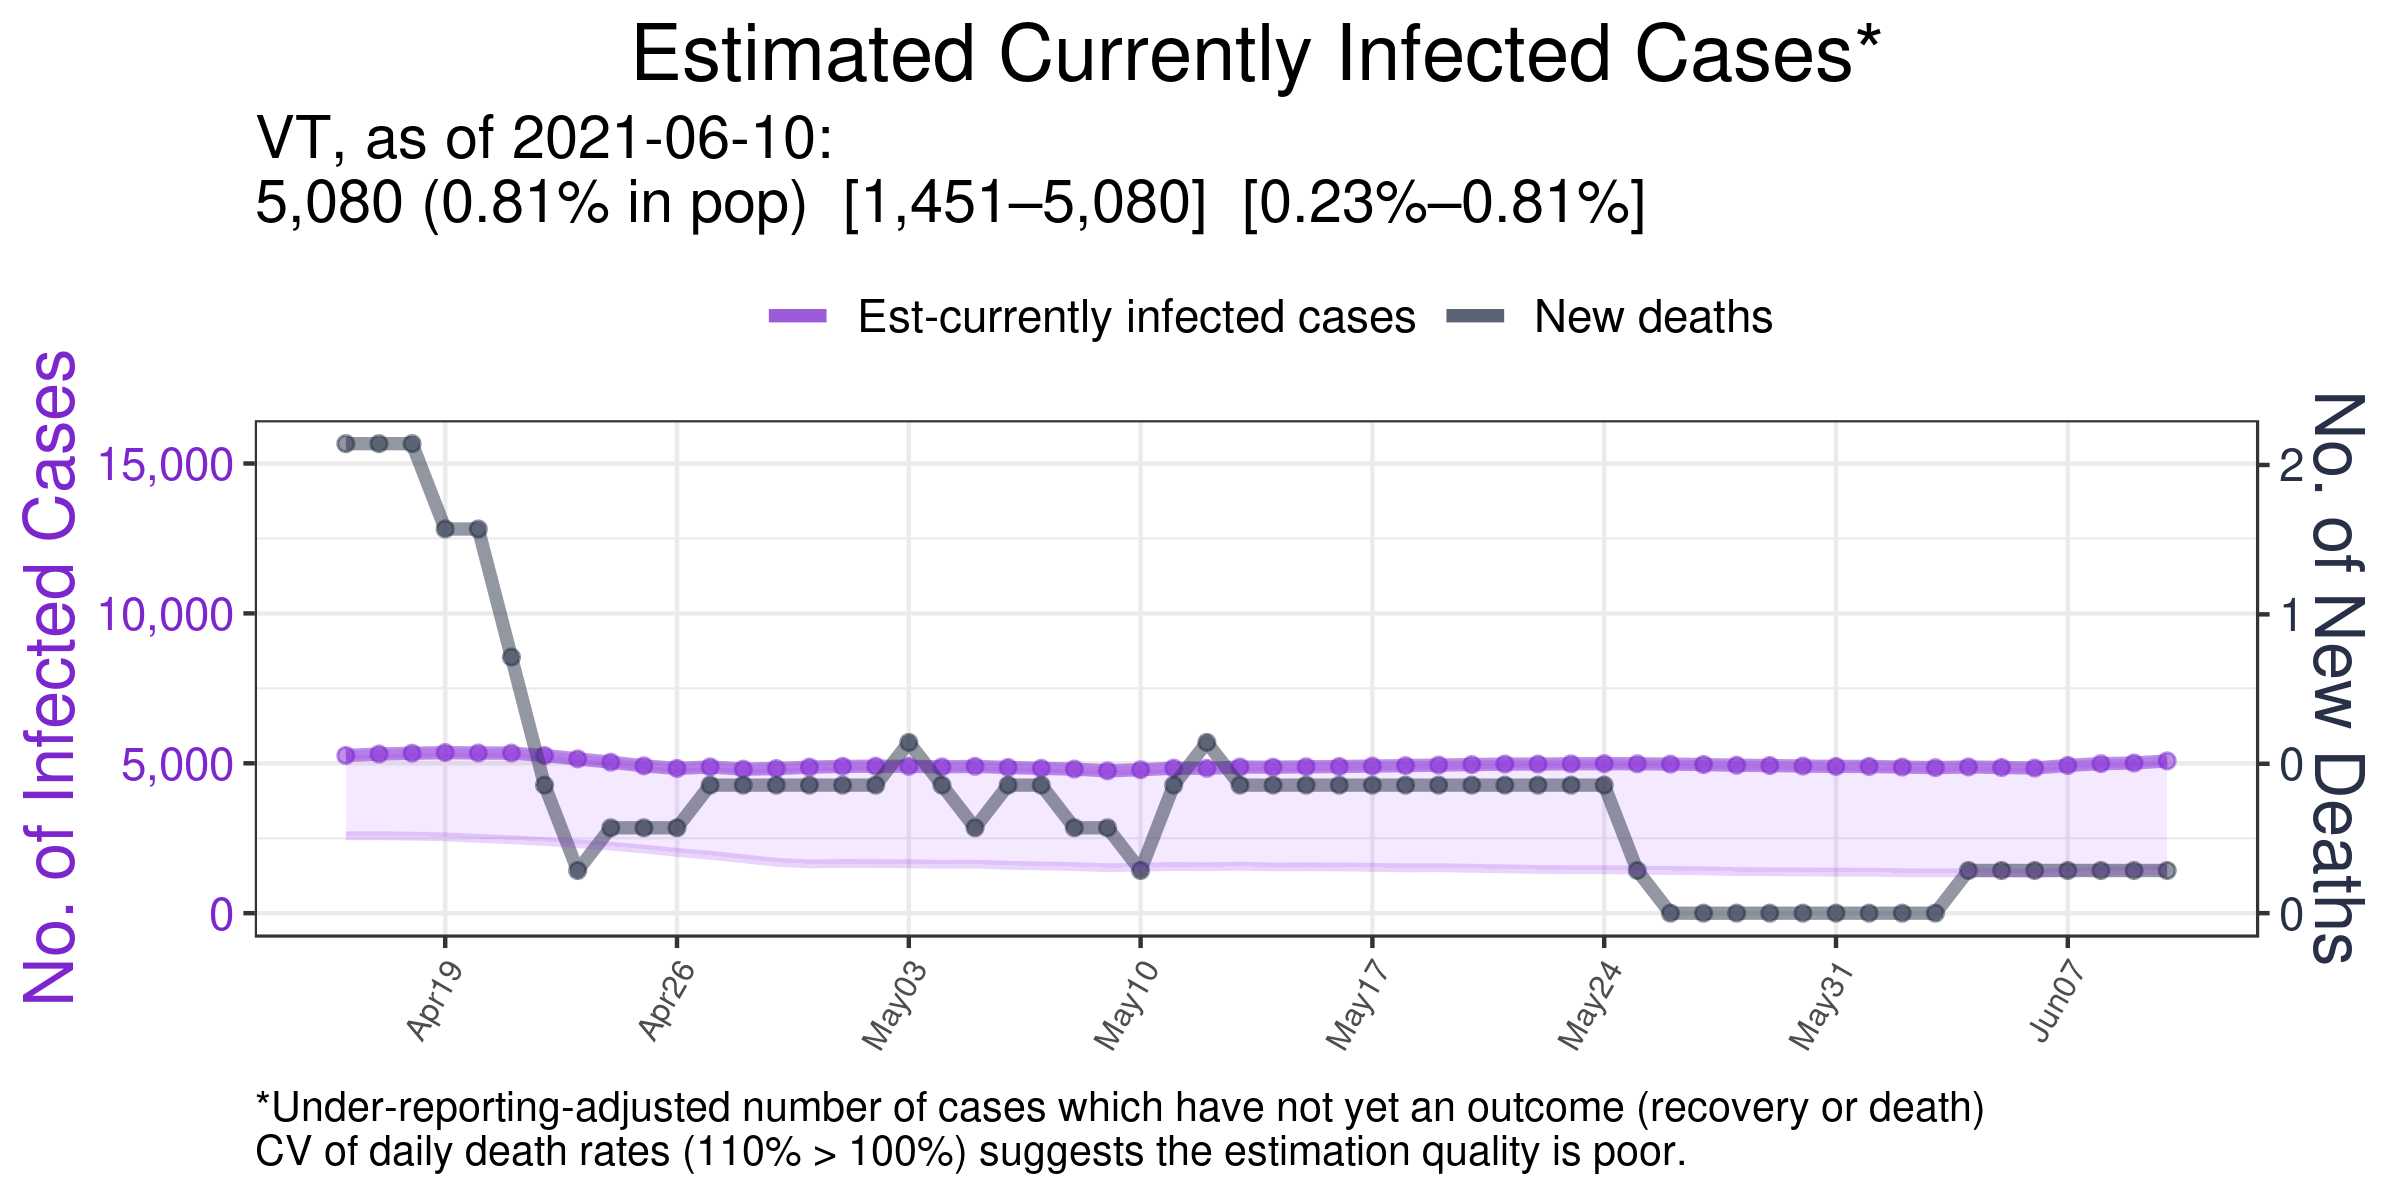 Estimated Currently Infected Cases*
VT, as of 2021-06-10:
5,080 (0.81% in pop)  [1,451–5,080]  [0.23%–0.81%]
Est-currently infected cases
New deaths
No. of Infected Cases
15,000
10,000
5,000
0
2
1
0
0
No. of New Deaths
Apr19
Apr26
May03
May10
May17
May24
May31
Jun07
*Under-reporting-adjusted number of cases which have not yet an outcome (recovery or death)
CV of daily death rates (110% > 100%) suggests the estimation quality is poor.